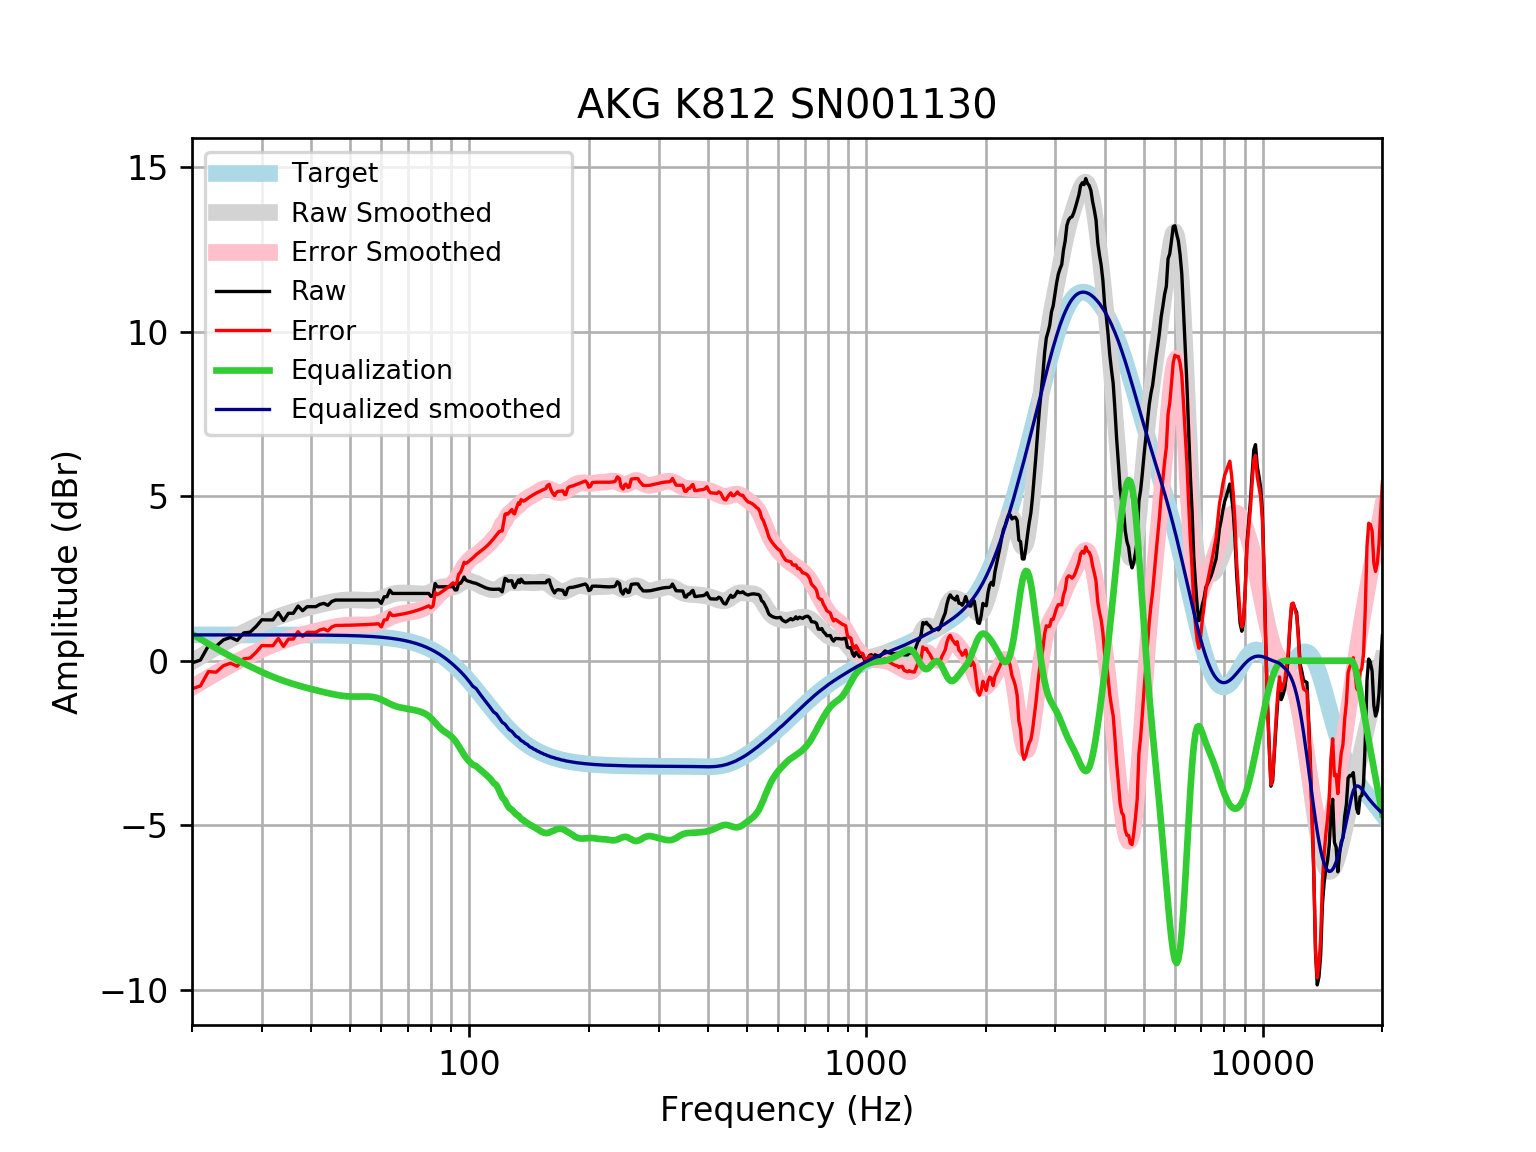 AKG K812 SN001130
Target
Raw Smoothed
Error Smoothed
Raw
Error
Equalization
Equalized smoothed
15
10
5
0
−5
−10
Amplitude (dBr)
100
1000
10000
Frequency (Hz)